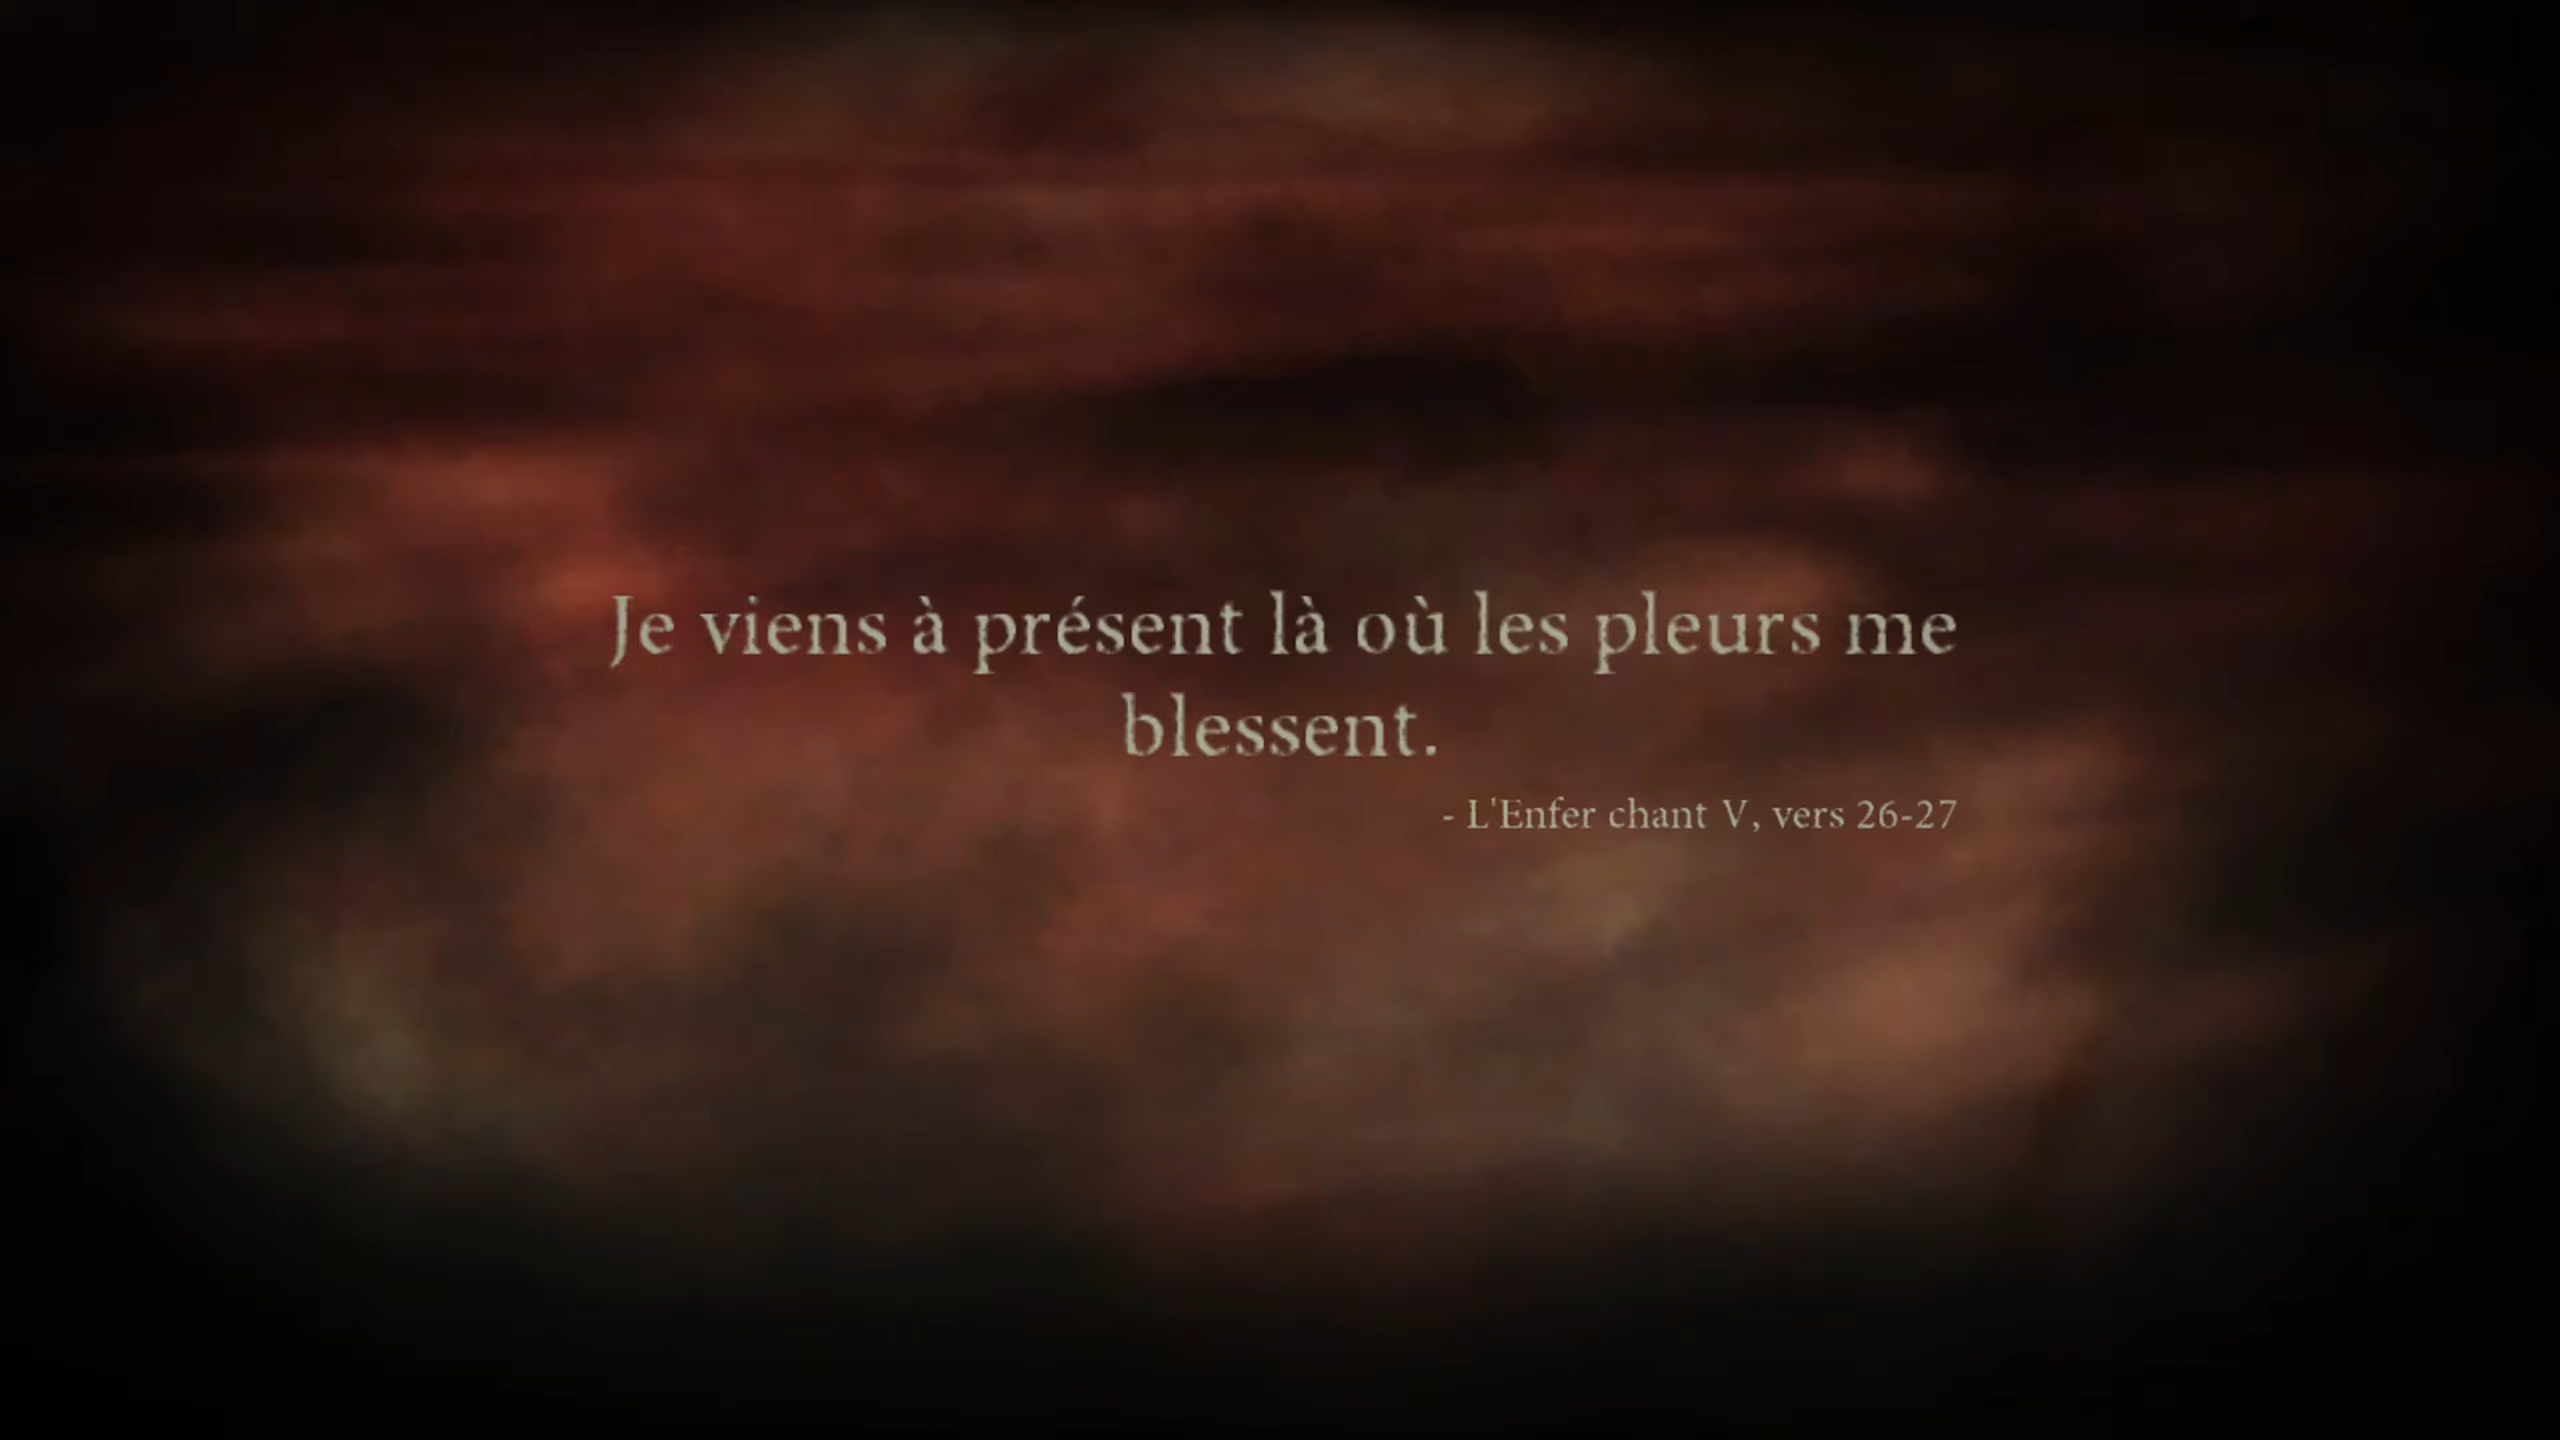 Je viens à présent là où les pleurs me
blessent.
- L'Enfer chant V, vers 26-27